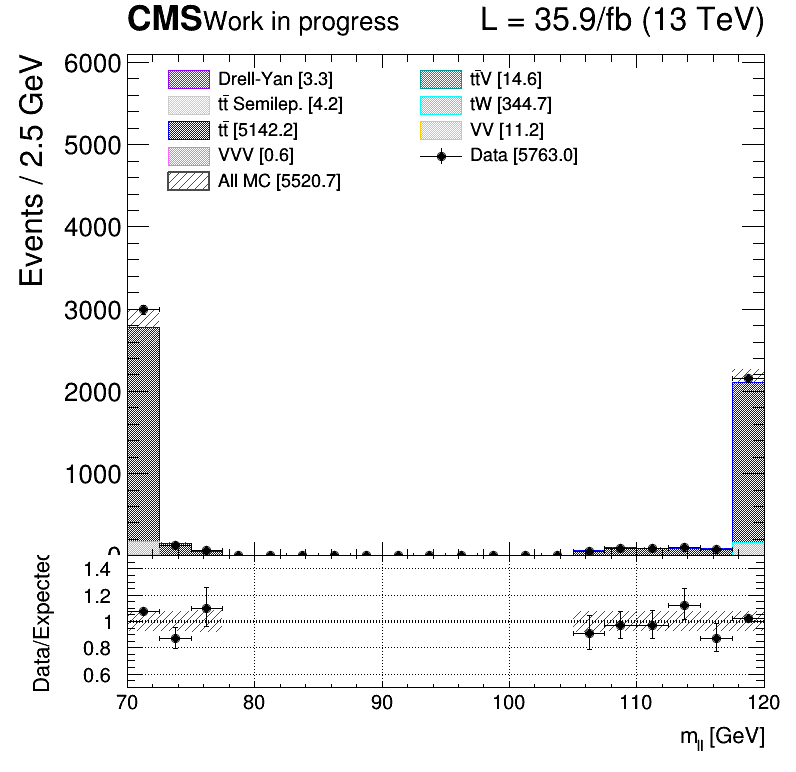 CMS Work in progress L = 35.9/fb (13 TeV)
Events / 2.5 GeV
6000
5000
4000
3000
2000
1000
0
Drell-Yan [3.3]
tt̄ Semilep. [4.2]
tt̄ [5142.2]
VVV [0.6]
All MC [5520.7]
tt̄V [14.6]
tW [344.7]
VV [11.2]
Data [5763.0]
Data/Expected
1.4
1.2
1
0.8
0.6
70 80 90 100 110 120
m_ll [GeV]